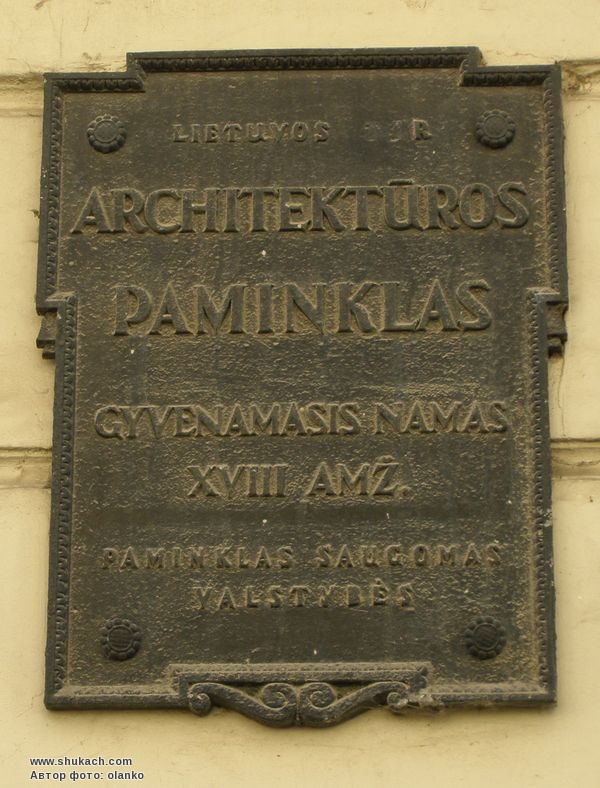 LIETUVOS
ARCHITEKTŪROS
PAMINKLAS
GYVENAMASIS NAMAS
XVIII AMŽ.
PAMINKLAS SAUGOMAS
VALSTYBĖS
www.shukach.com
Автор фото: olanko